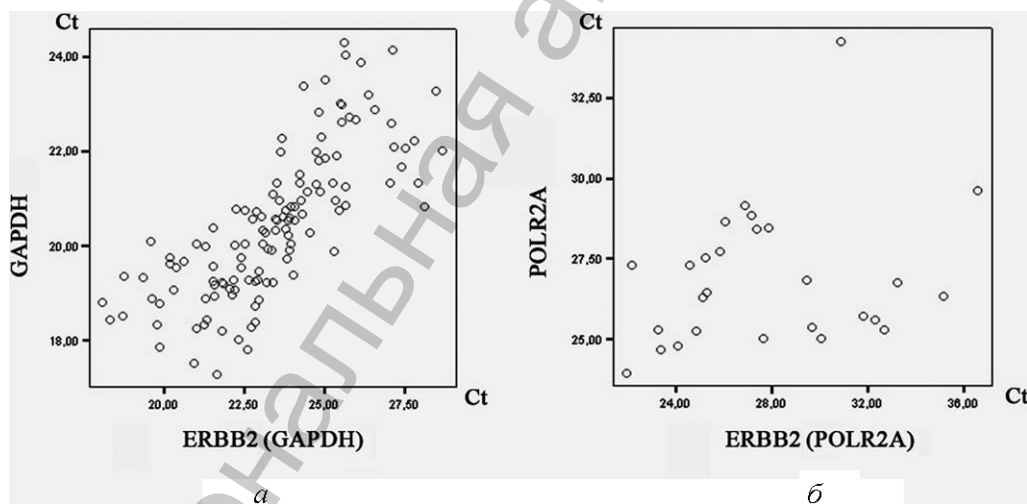 Ct
24,00
22,00
20,00
18,00
GAPDH
20,00 22,50 25,00 27,50
Ct
ERBB2 (GAPDH)
а
Ct
32,50
30,00
27,50
25,00
POLR2A
24,00 28,00 32,00 36,00
Ct
ERBB2 (POLR2A)
б